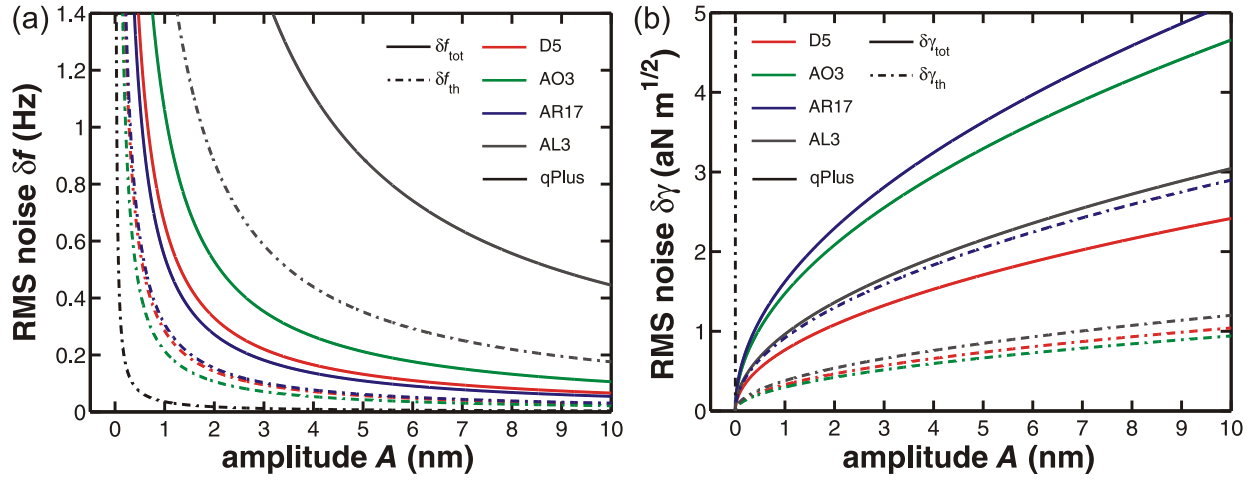 (a)
RMS noise δf (Hz)
1.4
1.2
1
0.8
0.6
0.4
0.2
0
δf_tot
δf_th
D5
AO3
AR17
AL3
qPlus
0 1 2 3 4 5 6 7 8 9 10
amplitude A (nm)
(b)
RMS noise δγ (aN m^1/2)
5
4
3
2
1
0
D5
AO3
AR17
AL3
qPlus
δγ_tot
δγ_th
0 1 2 3 4 5 6 7 8 9 10
amplitude A (nm)